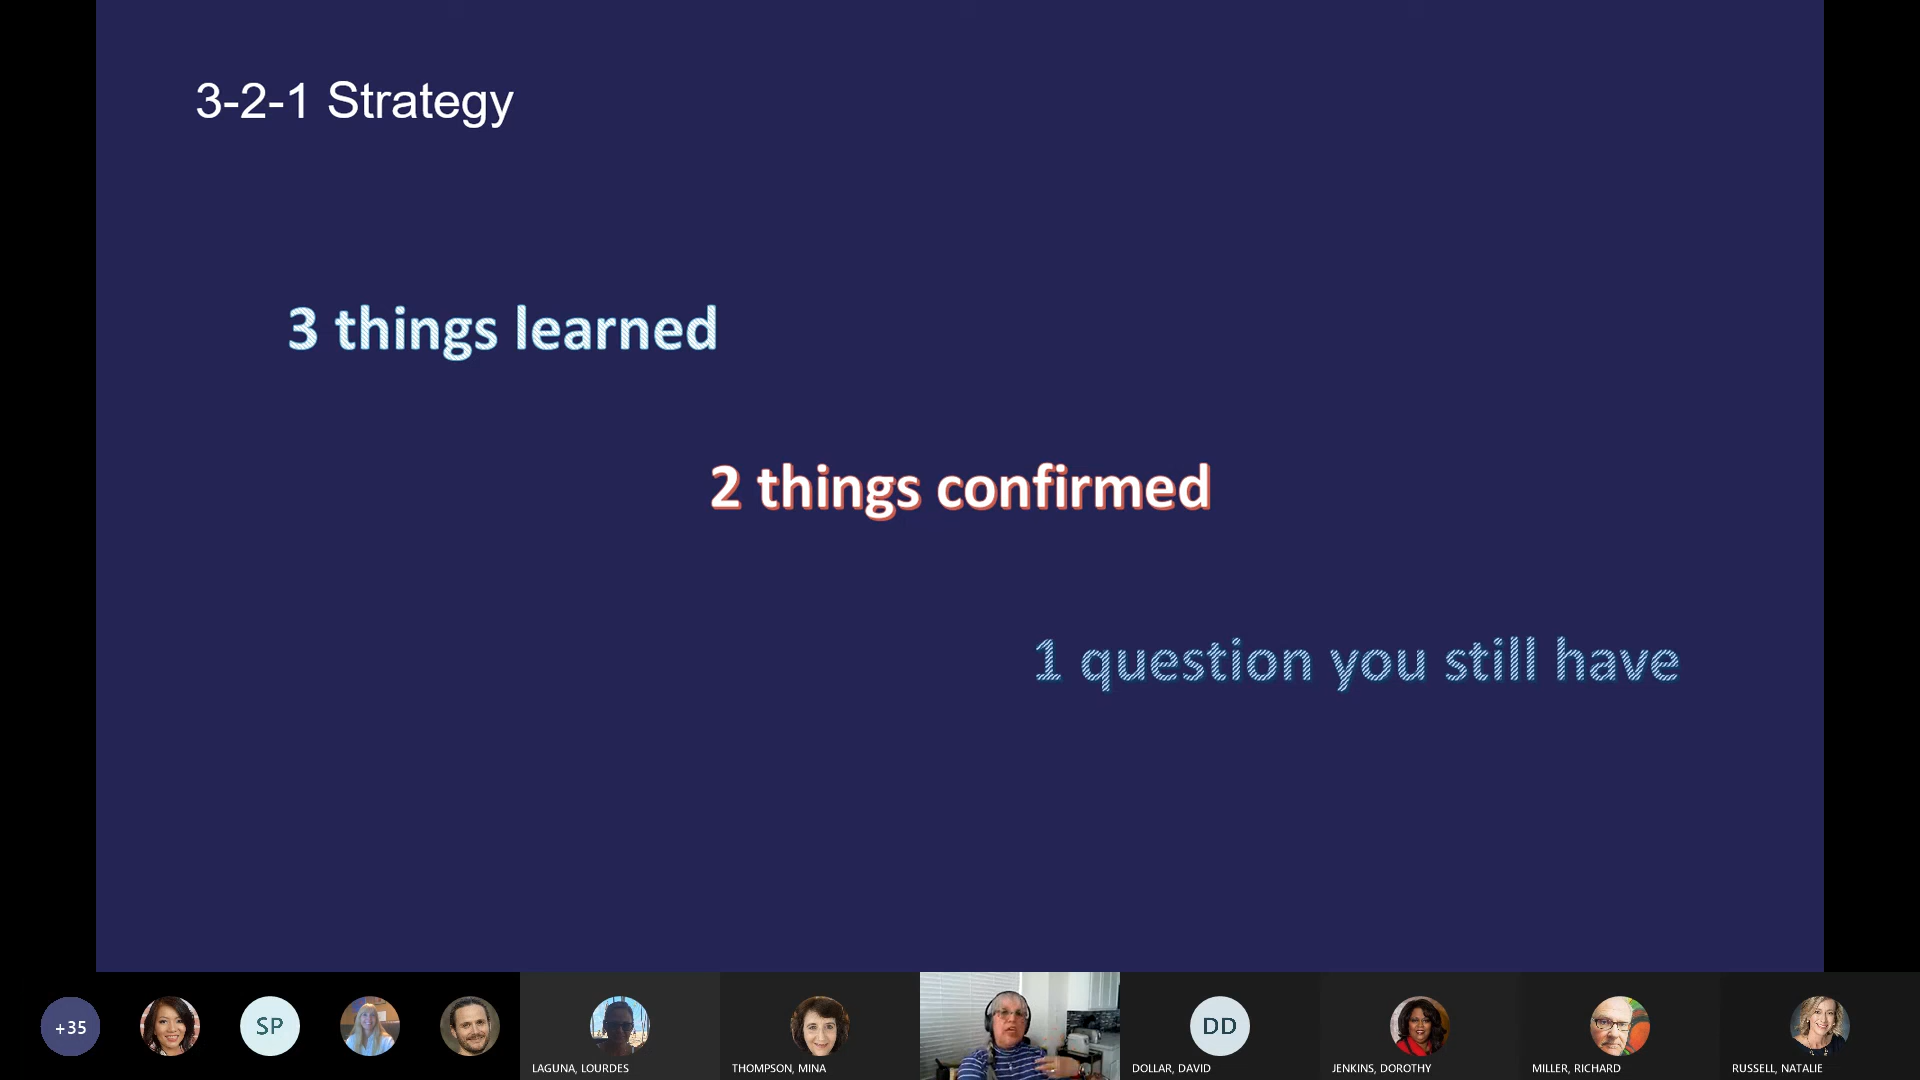 3-2-1 Strategy
3 things learned
2 things confirmed
1 question you still have
+35
SP
DD
LAGUNA, LOURDES
THOMPSON, MINA
DOLLAR, DAVID
JENKINS, DOROTHY
MILLER, RICHARD
RUSSELL, NATALIE